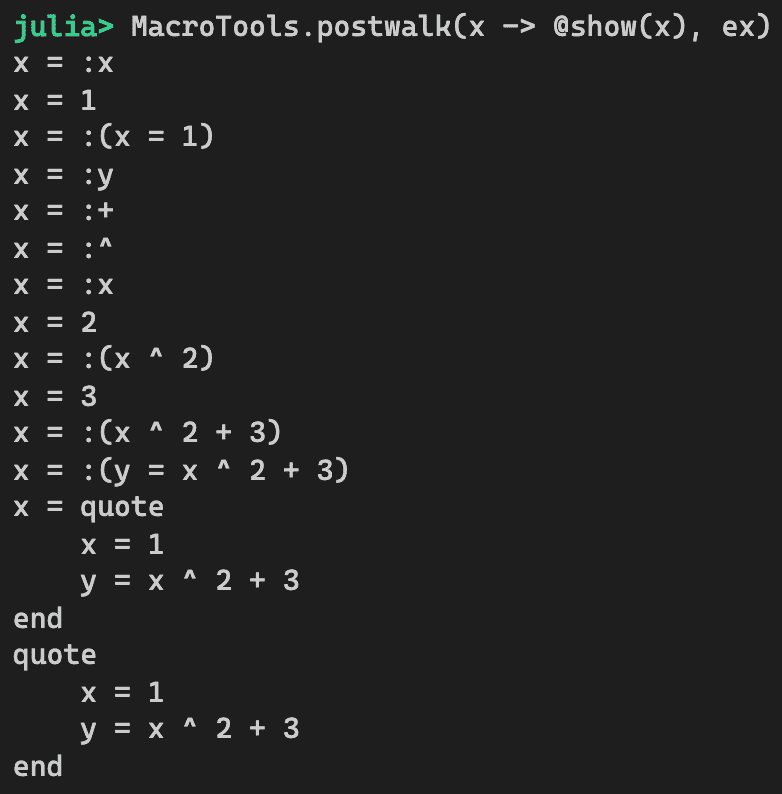 julia> MacroTools.postwalk(x -> @show(x), ex)
x = :x
x = 1
x = :(x = 1)
x = :y
x = :+
x = :^
x = :x
x = 2
x = :(x ^ 2)
x = 3
x = :(x ^ 2 + 3)
x = :(y = x ^ 2 + 3)
x = quote
    x = 1
    y = x ^ 2 + 3
end
quote
    x = 1
    y = x ^ 2 + 3
end